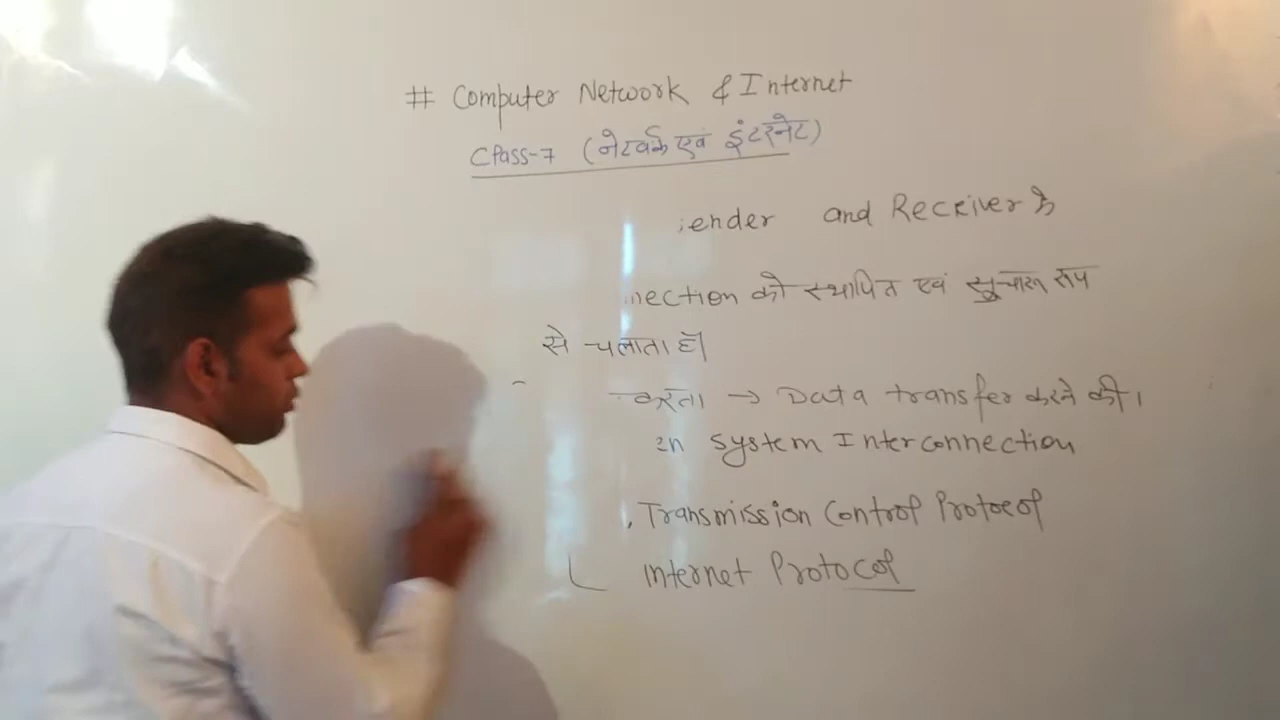 # Computer Network & Internet
Class-7 (नेटवर्क एवं इंटरनेट)
ender and Receiver के
nection को स्थापित एवं सुचारू रूप
से चलाता है।
करता → Data transfer करने की।
en System Interconnection
Transmission Control Protocol
Internet Protocol